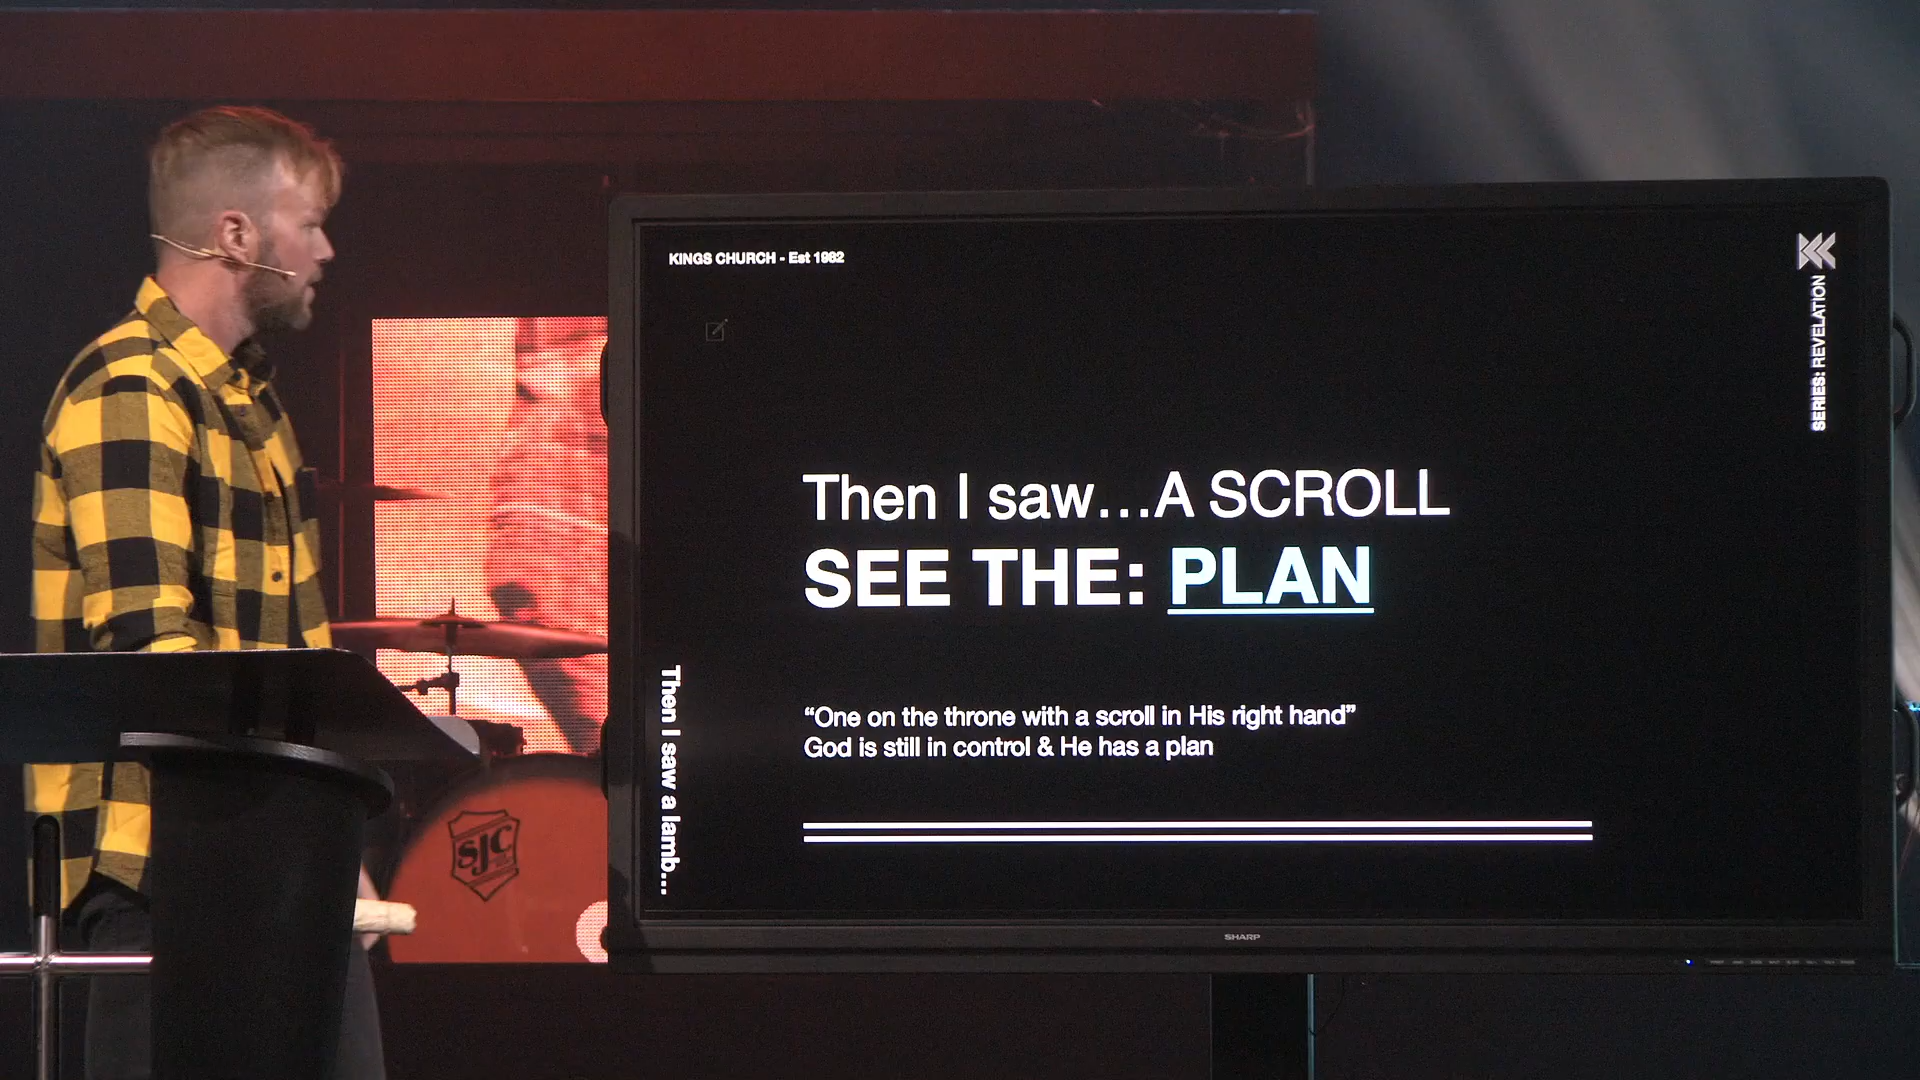 KINGS CHURCH - Est 1982
SERIES: REVELATION
Then I saw...A SCROLL
SEE THE: PLAN
“One on the throne with a scroll in His right hand”
God is still in control & He has a plan
Then I saw a lamb...
SJC
SHARP